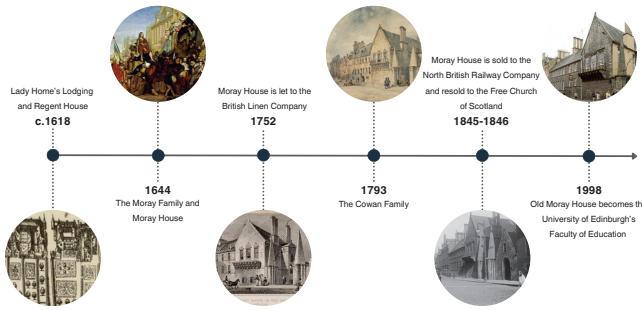 Lady Home's Lodging
and Regent House
c.1618
1644
The Moray Family and
Moray House
Moray House is let to the
British Linen Company
1752
1793
The Cowan Family
Moray House is sold to the
North British Railway Company
and resold to the Free Church
of Scotland
1845-1846
1998
Old Moray House becomes th
University of Edinburgh's
Faculty of Education